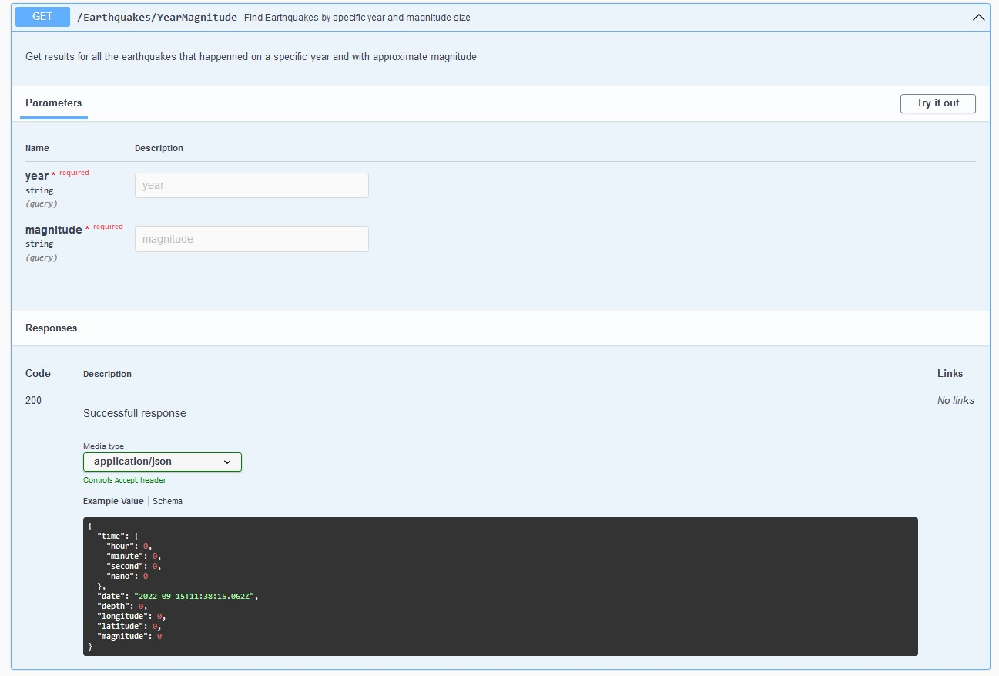 GET /Earthquakes/YearMagnitude Find Earthquakes by specific year and magnitude size
Get results for all the earthquakes that happenned on a specific year and with approximate magnitude
Parameters Try it out
Name Description
year * required
string
(query)
year
magnitude * required
string
(query)
magnitude
Responses
Code Description Links
200 No links
Successfull response
Media type
application/json
Controls Accept header.
Example Value Schema
{
"time": {
"hour": 0,
"minute": 0,
"second": 0,
"nano": 0
},
"date": "2022-09-15T11:38:15.062Z",
"depth": 0,
"longitude": 0,
"latitude": 0,
"magnitude": 0
}